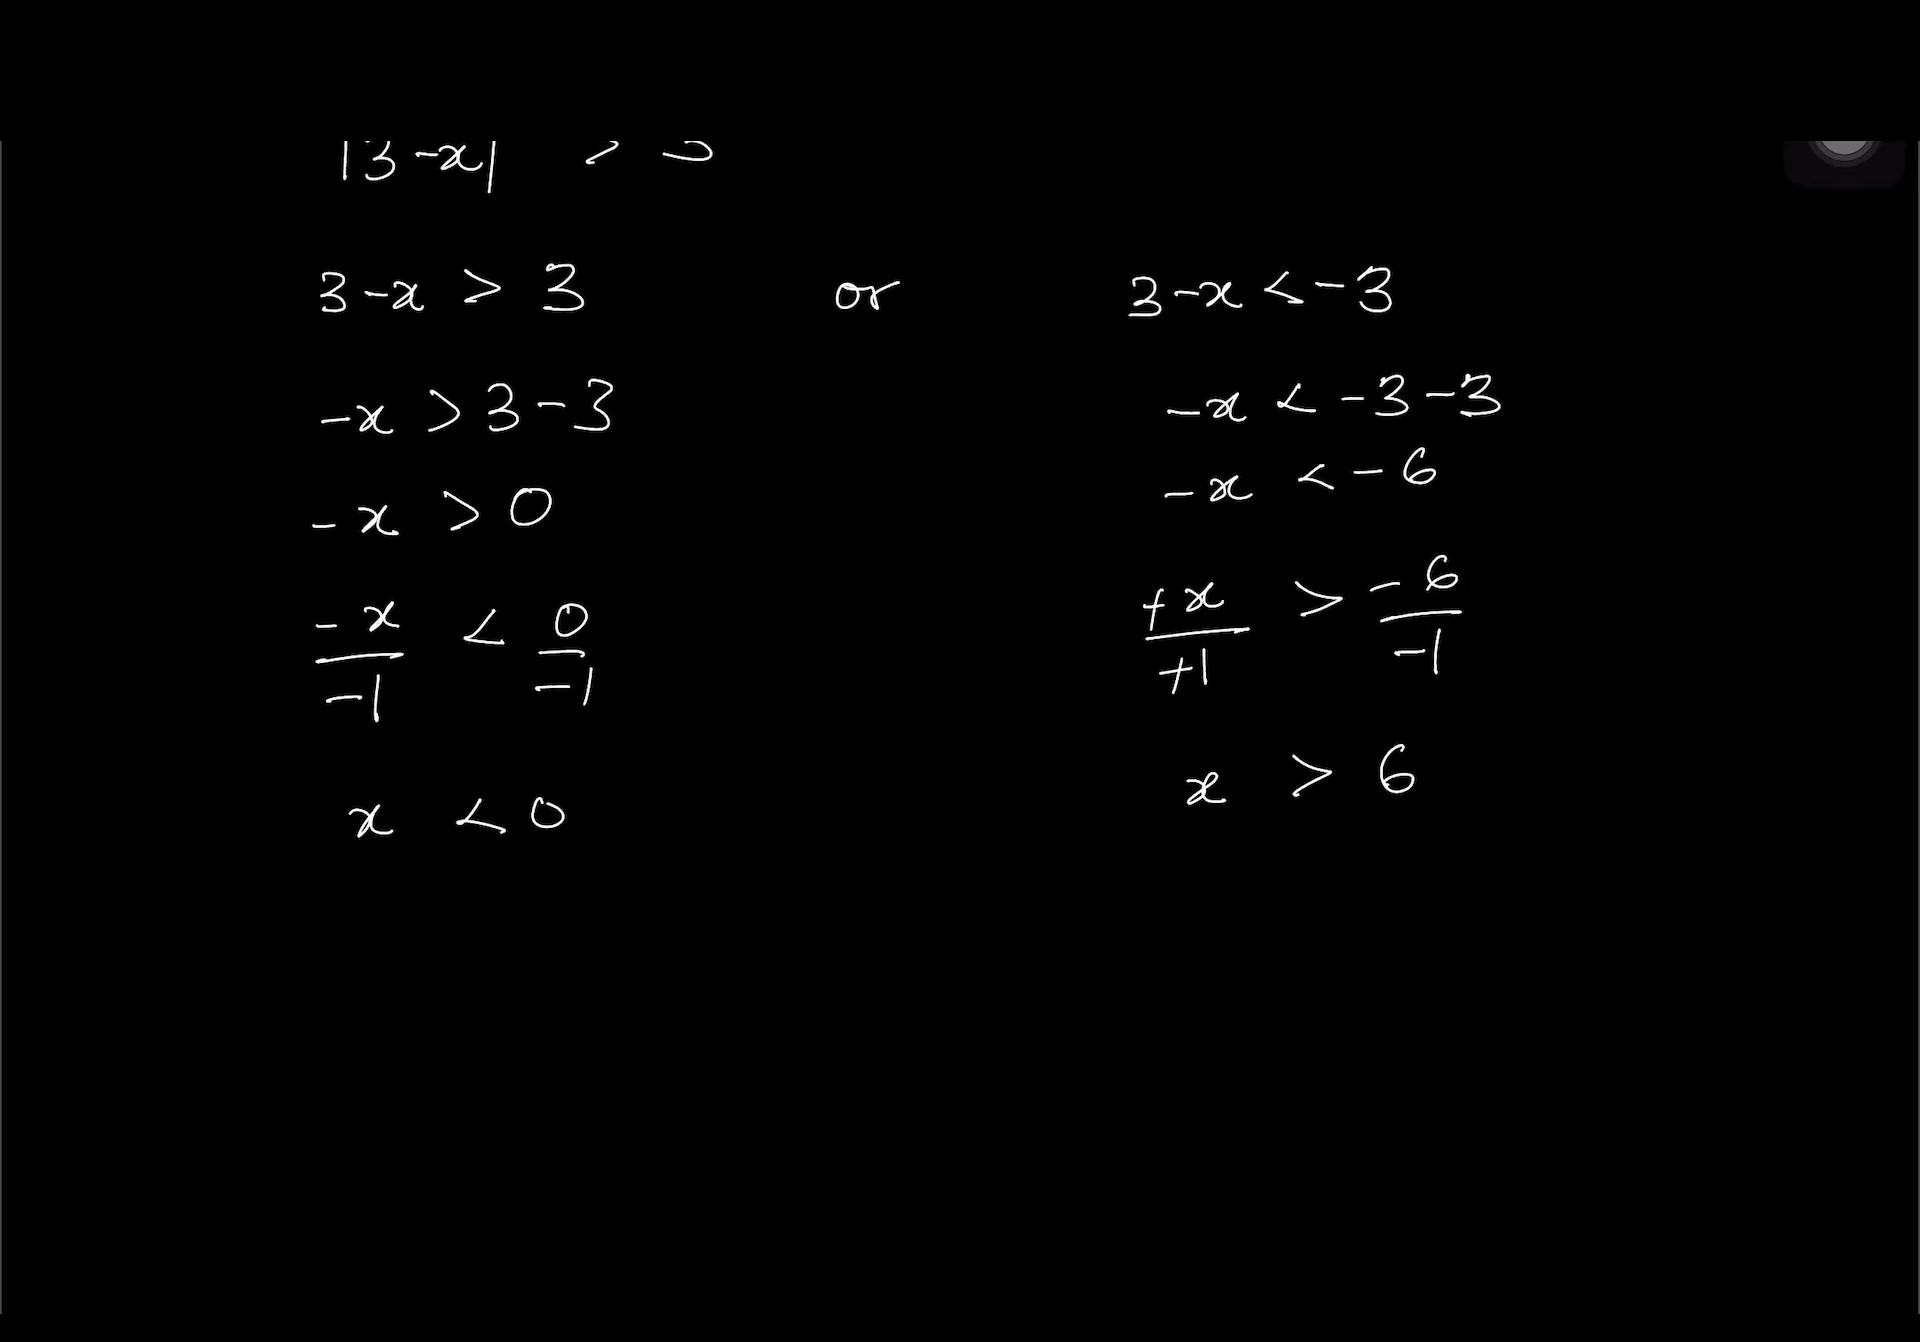 |3-x|
3-x > 3 or 3-x < -3
-x > 3-3
-x < -3-3
-x > 0
-x < -6
-x/-1 < 0/-1
+x/+1 > -6/-1
x < 0
x > 6